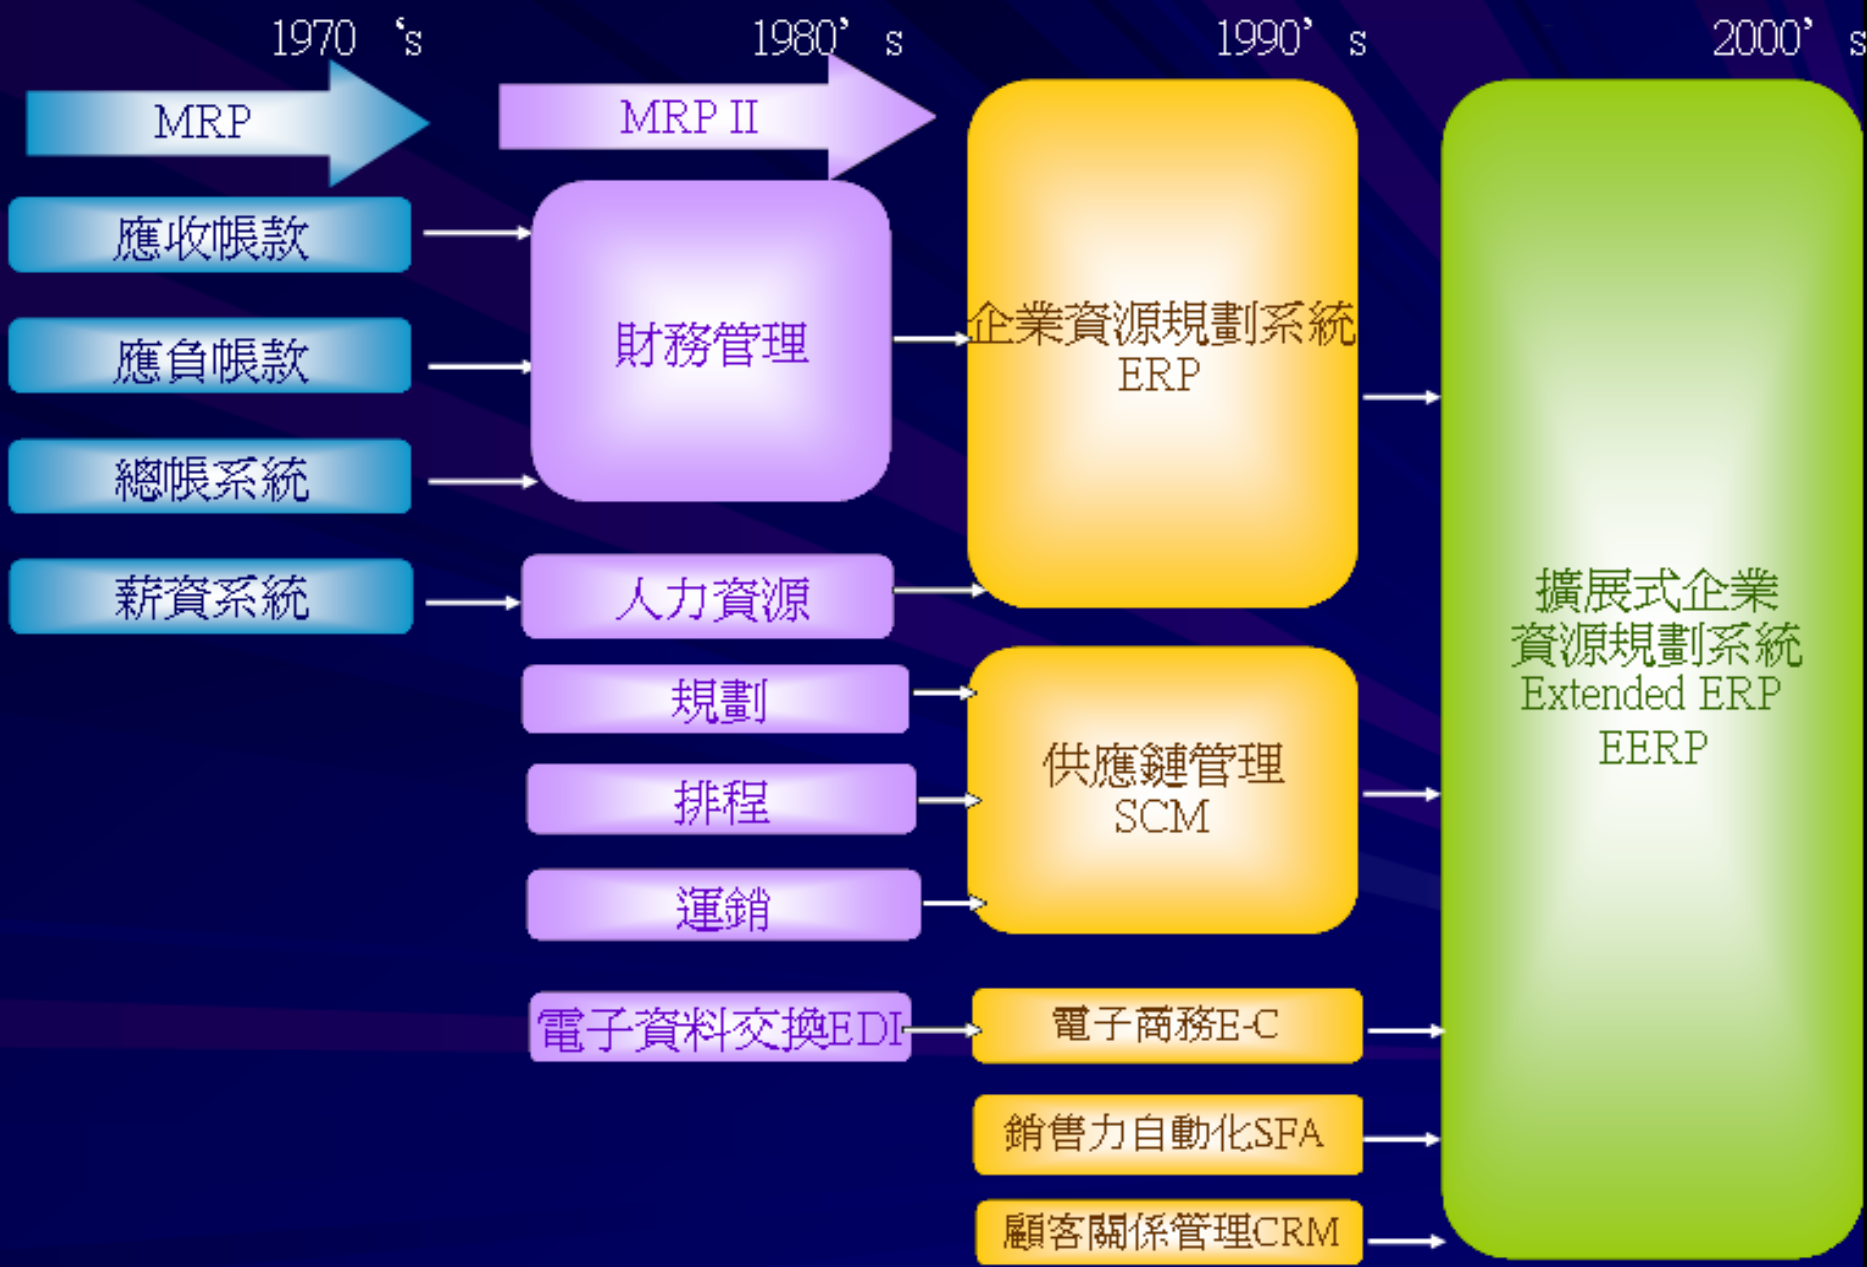 1970 ‘s
1980’ s
1990’ s
2000’ s
MRP
MRP II
應收帳款
應負帳款
總帳系統
薪資系統
財務管理
人力資源
規劃
排程
運銷
電子資料交換EDI
企業資源規劃系統
ERP
供應鏈管理
SCM
電子商務E-C
銷售力自動化SFA
顧客關係管理CRM
擴展式企業
資源規劃系統
Extended ERP
EERP